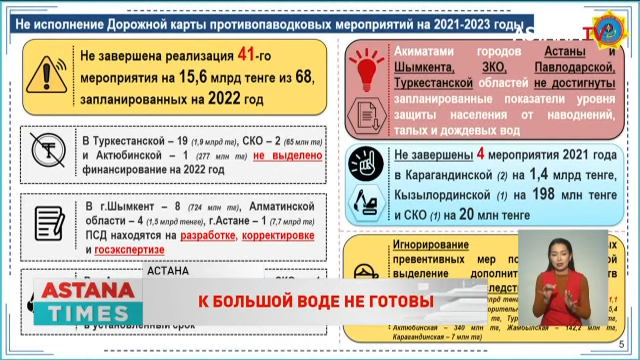 Не исполнение Дорожной карты противопаводковых мероприятий на 2021-2023 годы
Не завершена реализация 41-го
мероприятия на 15,6 млрд тенге из 68,
запланированных на 2022 год
В Туркестанской – 19 (1,9 млрд тг), СКО – 2 (65 млн тг)
и Актюбинской – 1 (277 млн тг) не выделено
финансирование на 2022 год
В г.Шымкент – 8 (724 млн тг), Алматинской
области – 4 (1,5 млрд тенге), г.Астане – 1 (7,7 млрд тг)
ПСД находятся на разработке, корректировке
и госэкспертизе
в установленный срок
Акиматами городов Астаны и
Шымкента, ЗКО, Павлодарской,
Туркестанской областей не достигнуты
запланированные показатели уровня
защиты населения от наводнений,
талых и дождевых вод
Не завершены 4 мероприятия 2021 года
в Карагандинской (2) на 1,4 млрд тенге,
Кызылординской (1) на 198 млн тенге
и СКО (1) на 20 млн тенге
Игнорирование
превентивных мер
выделение
Актюбинская – 340 млн тг, Жамбылская – 142,2 млн тг,
Карагандинская – 7 млн тг)
5
АСТАНА
ASTANA
TIMES
К БОЛЬШОЙ ВОДЕ НЕ ГОТОВЫ